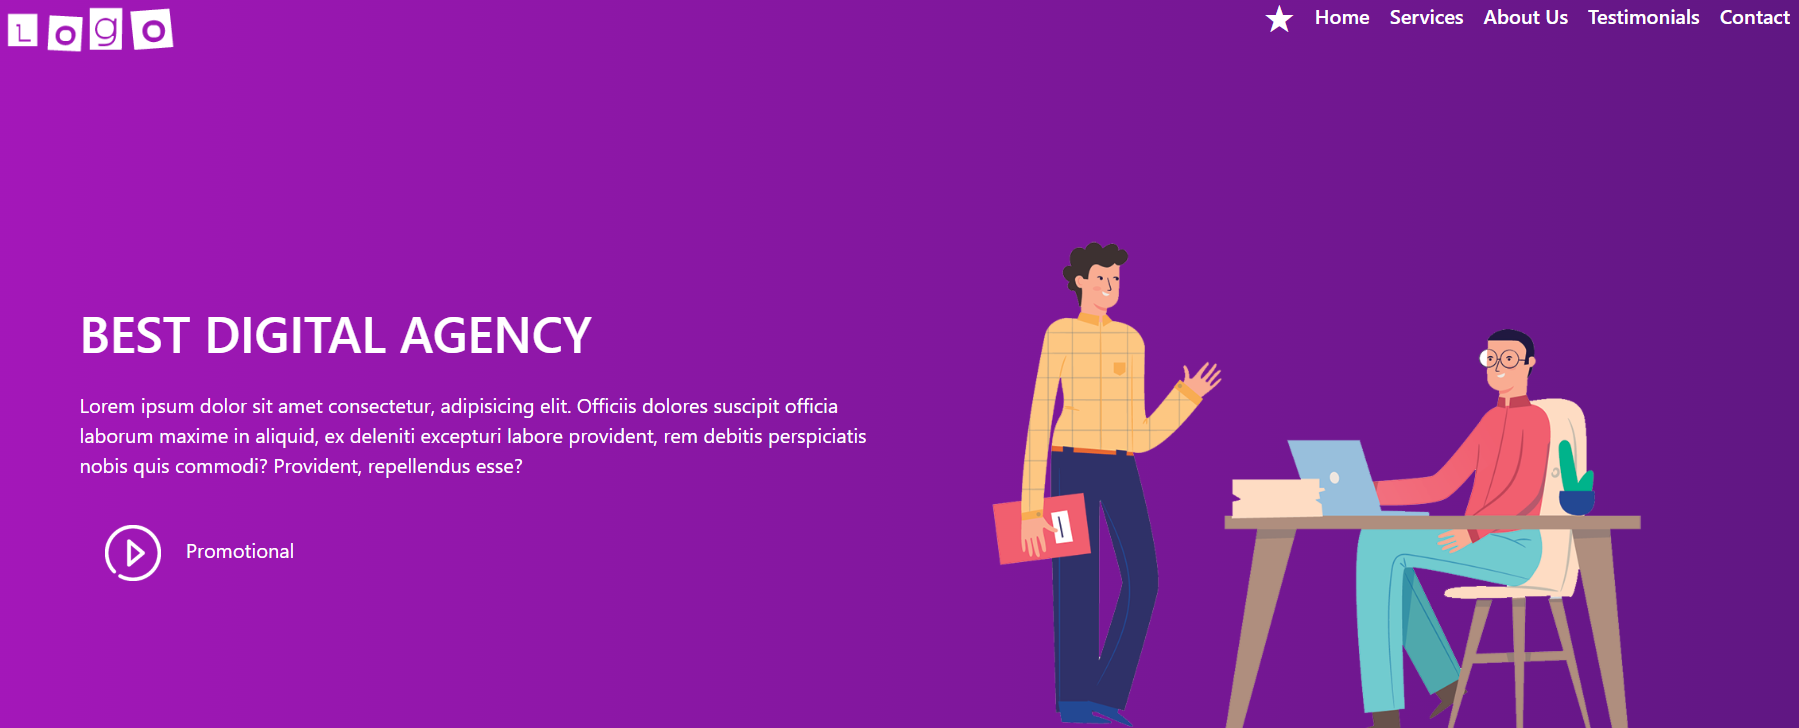 LogO
Home Services About Us Testimonials Contact
BEST DIGITAL AGENCY
Lorem ipsum dolor sit amet consectetur, adipisicing elit. Officiis dolores suscipit officia
laborum maxime in aliquid, ex deleniti excepturi labore provident, rem debitis perspiciatis
nobis quis commodi? Provident, repellendus esse?
Promotional